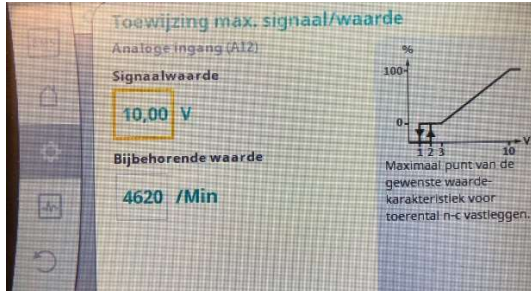 Toewijzing max. signaal/waarde
Analoge ingang (AI2)
Signaalwaarde
10,00 V
Bijbehorende waarde
4620 /Min
%
100
0
V
1 2 3 10
Maximaal punt van de
gewenste waarde-
karakteristiek voor
toerental n-c vastleggen.